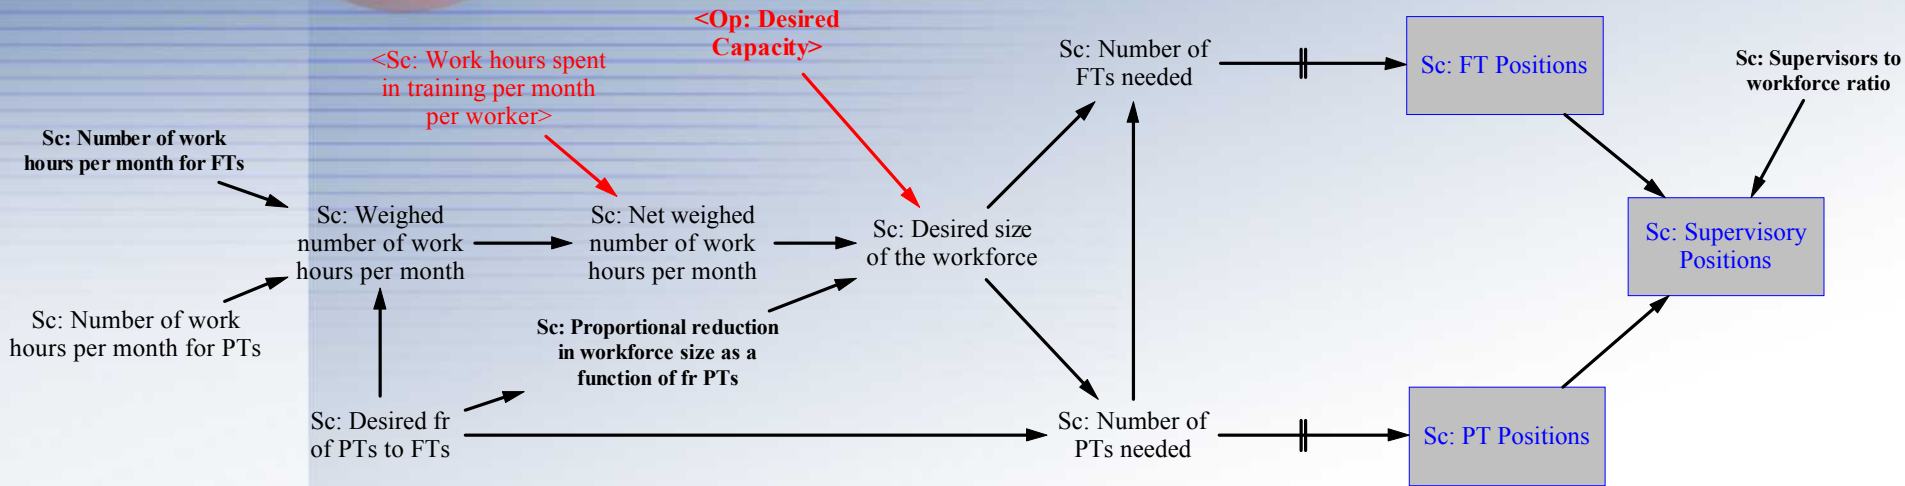 <Op: Desired
Capacity>
<Sc: Work hours spent
in training per month
per worker>
Sc: Number of
FTs needed
Sc: FT Positions
Sc: Supervisors to
workforce ratio
Sc: Number of work
hours per month for FTs
Sc: Weighed
number of work
hours per month
Sc: Net weighed
number of work
hours per month
Sc: Desired size
of the workforce
Sc: Supervisory
Positions
Sc: Number of work
hours per month for PTs
Sc: Proportional reduction
in workforce size as a
function of fr PTs
Sc: Desired fr
of PTs to FTs
Sc: Number of
PTs needed
Sc: PT Positions